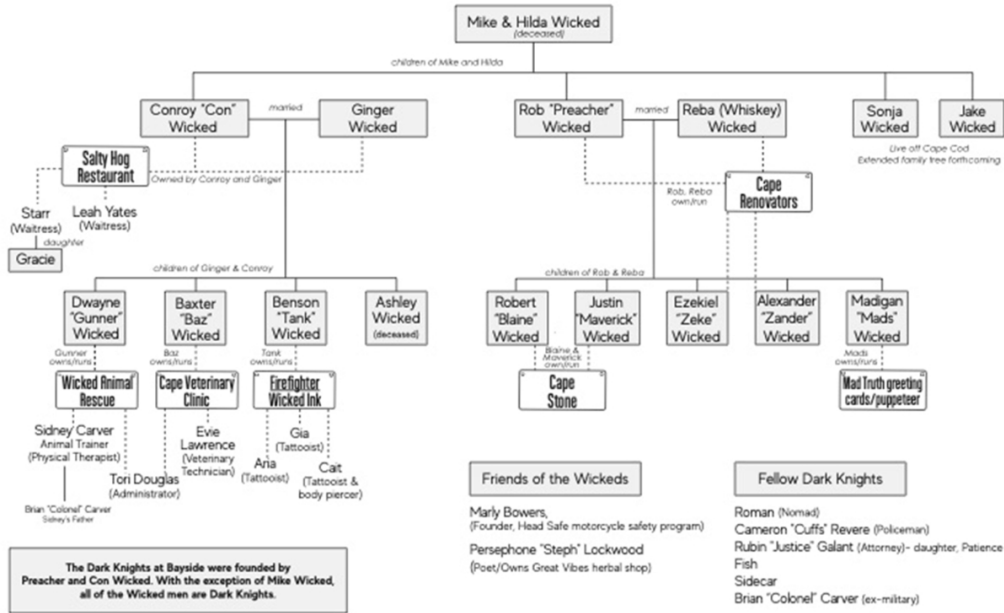 Mike & Hilda Wicked
(deceased)
children of Mike and Hilda
Conroy "Con"
Wicked
married
Ginger
Wicked
Rob "Preacher"
Wicked
married
Reba (Whiskey)
Wicked
Sonja
Wicked
Jake
Wicked
Live off Cape Cod
Extended family tree forthcoming
Salty Hog
Restaurant
Owned by Conroy and Ginger
Rob, Reba
own/run
Cape
Renovators
Starr
(Waitress)
Leah Yates
(Waitress)
daughter
Gracie
children of Ginger & Conroy
children of Rob & Reba
Dwayne
"Gunner"
Wicked
Baxter
"Baz"
Wicked
Benson
"Tank"
Wicked
Ashley
Wicked
(deceased)
Robert
"Blaine"
Wicked
Justin
"Maverick"
Wicked
Ezekiel
"Zeke"
Wicked
Alexander
"Zander"
Wicked
Madigan
"Mads"
Wicked
Gunner
owns/runs
Baz
owns/runs
Tank
owns/runs
Blaine &
Maverick
own/run
Mads
owns/runs
Wicked Animal
Rescue
Cape Veterinary
Clinic
Firefighter
Wicked Ink
Cape
Stone
Mad Truth greeting
cards/puppeteer
Sidney Carver
Animal Trainer
(Physical Therapist)
Evie
Lawrence
(Veterinary
Technician)
Gia
(Tattooist)
Aria
(Tattooist)
Cait
(Tattooist &
body piercer)
Tori Douglas
(Administrator)
Brian "Colonel" Carver
Sidney's Father
Friends of the Wickeds
Marly Bowers,
(Founder, Head Safe motorcycle safety program)
Persephone "Steph" Lockwood
(Poet/Owns Great Vibes herbal shop)
Fellow Dark Knights
Roman (Nomad)
Cameron "Cuffs" Revere (Policeman)
Rubin "Justice" Galant (Attorney)- daughter, Patience
Fish
Sidecar
Brian "Colonel" Carver (ex-military)
The Dark Knights at Bayside were founded by
Preacher and Con Wicked. With the exception of Mike Wicked,
all of the Wicked men are Dark Knights.